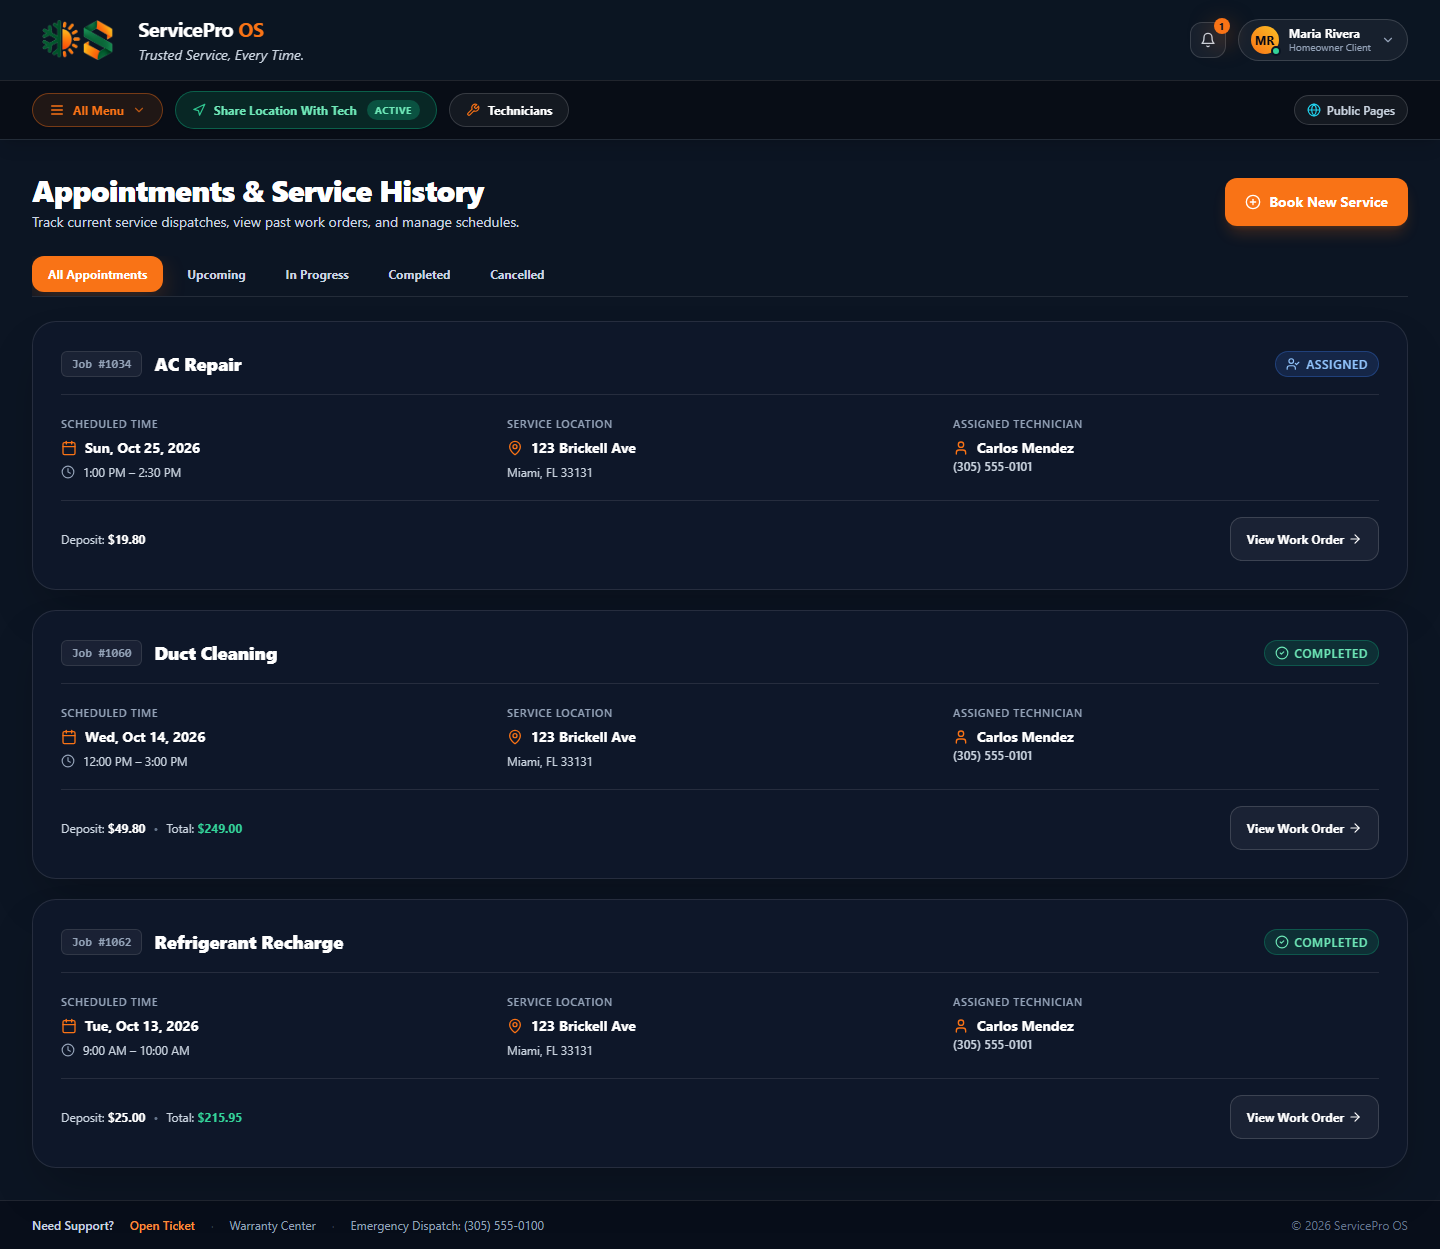 ServicePro OS
Trusted Service, Every Time.
1
MR
Maria Rivera
Homeowner Client
All Menu
Share Location With Tech ACTIVE
Technicians
Public Pages
Appointments & Service History
Track current service dispatches, view past work orders, and manage schedules.
Book New Service
All Appointments
Upcoming
In Progress
Completed
Cancelled
Job #1034
AC Repair
ASSIGNED
SCHEDULED TIME
Sun, Oct 25, 2026
1:00 PM – 2:30 PM
SERVICE LOCATION
123 Brickell Ave
Miami, FL 33131
ASSIGNED TECHNICIAN
Carlos Mendez
(305) 555-0101
Deposit: $19.80
View Work Order →
Job #1060
Duct Cleaning
COMPLETED
SCHEDULED TIME
Wed, Oct 14, 2026
12:00 PM – 3:00 PM
SERVICE LOCATION
123 Brickell Ave
Miami, FL 33131
ASSIGNED TECHNICIAN
Carlos Mendez
(305) 555-0101
Deposit: $49.80 • Total: $249.00
View Work Order →
Job #1062
Refrigerant Recharge
COMPLETED
SCHEDULED TIME
Tue, Oct 13, 2026
9:00 AM – 10:00 AM
SERVICE LOCATION
123 Brickell Ave
Miami, FL 33131
ASSIGNED TECHNICIAN
Carlos Mendez
(305) 555-0101
Deposit: $25.00 • Total: $215.95
View Work Order →
Need Support? Open Ticket · Warranty Center · Emergency Dispatch: (305) 555-0100
© 2026 ServicePro OS